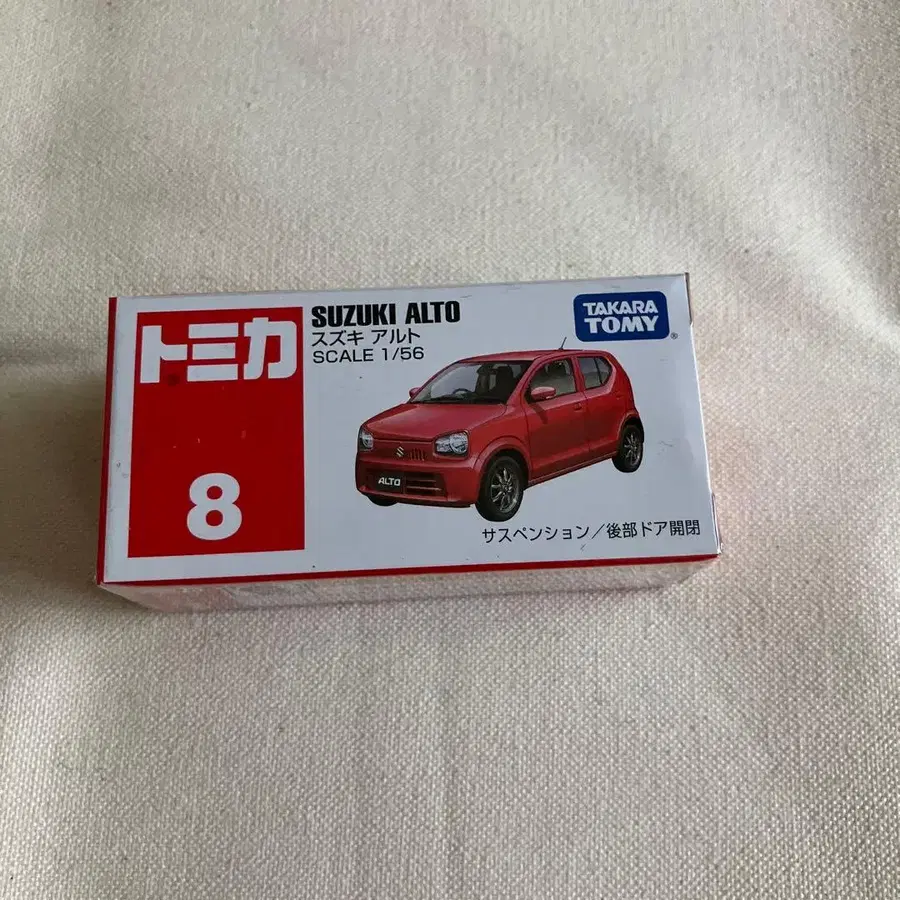 トミカ
8
SUZUKI ALTO
スズキ アルト
SCALE 1/56
TAKARA
TOMY
®
ALTO
サスペンション/後部ドア開閉